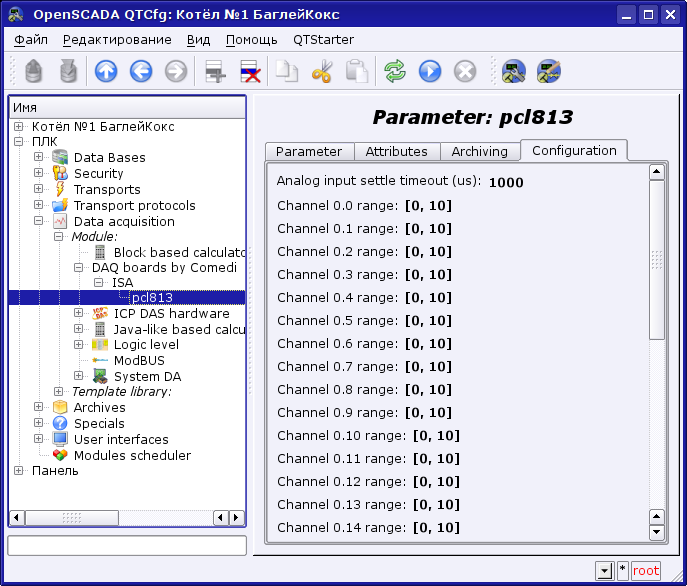 OpenSCADA QTCfg: Котёл №1 БаглейКокс
Файл Редактирование Вид Помощь QTStarter
Имя
Котёл №1 БаглейКокс
ПЛК
Data Bases
Security
Transports
Transport protocols
Data acquisition
Module:
Block based calculato
DAQ boards by Comedi
ISA
pcl813
ICP DAS hardware
Java-like based calcu
Logic level
ModBUS
System DA
Template library:
Archives
Specials
User interfaces
Modules scheduler
Панель
Parameter: pcl813
Parameter Attributes Archiving Configuration
Analog input settle timeout (us): 1000
Channel 0.0 range: [0, 10]
Channel 0.1 range: [0, 10]
Channel 0.2 range: [0, 10]
Channel 0.3 range: [0, 10]
Channel 0.4 range: [0, 10]
Channel 0.5 range: [0, 10]
Channel 0.6 range: [0, 10]
Channel 0.7 range: [0, 10]
Channel 0.8 range: [0, 10]
Channel 0.9 range: [0, 10]
Channel 0.10 range: [0, 10]
Channel 0.11 range: [0, 10]
Channel 0.12 range: [0, 10]
Channel 0.13 range: [0, 10]
Channel 0.14 range: [0, 10]
* root